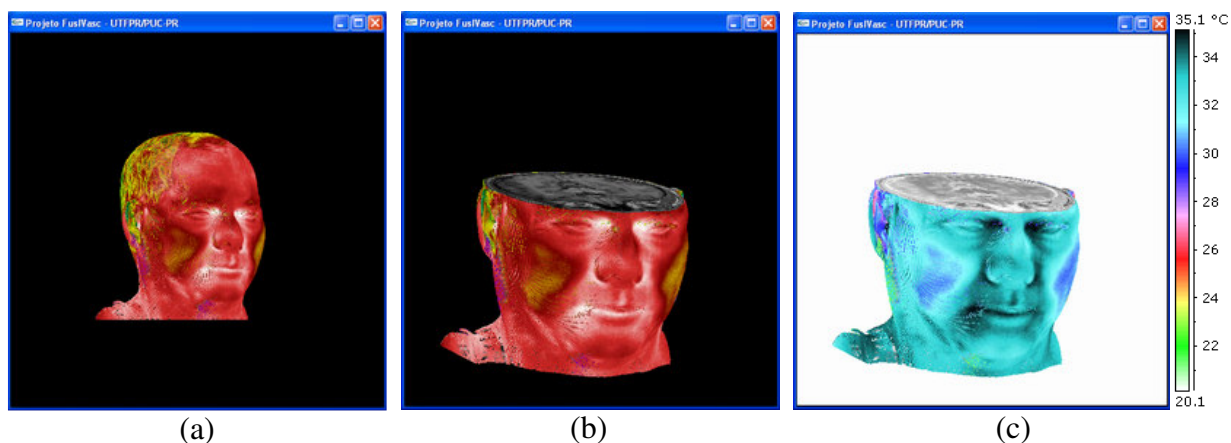 Projeto FusIVasc - UTFPR/PUC-PR
Projeto FusIVasc - UTFPR/PUC-PR
Projeto FusIVasc - UTFPR/PUC-PR
35.1 °C
34
32
30
28
26
24
22
20.1
(a)
(b)
(c)